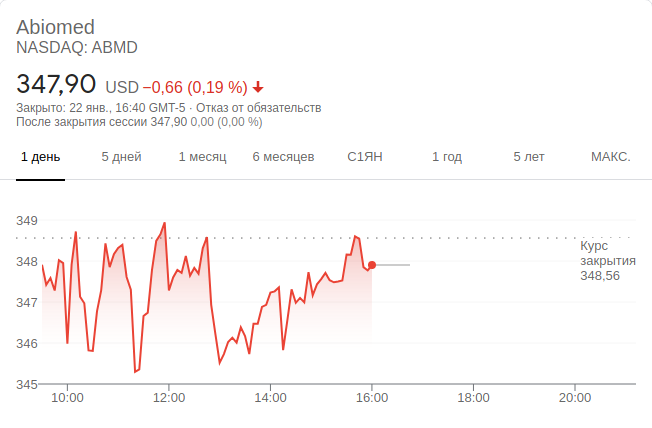 Abiomed
NASDAQ: ABMD
347,90 USD −0,66 (0,19 %)
Закрыто: 22 янв., 16:40 GMT-5 · Отказ от обязательств
После закрытия сессии 347,90 0,00 (0,00 %)
1 день 5 дней 1 месяц 6 месяцев С1ЯН 1 год 5 лет МАКС.
349
348
347
346
345
Курс
закрытия
348,56
10:00 12:00 14:00 16:00 18:00 20:00